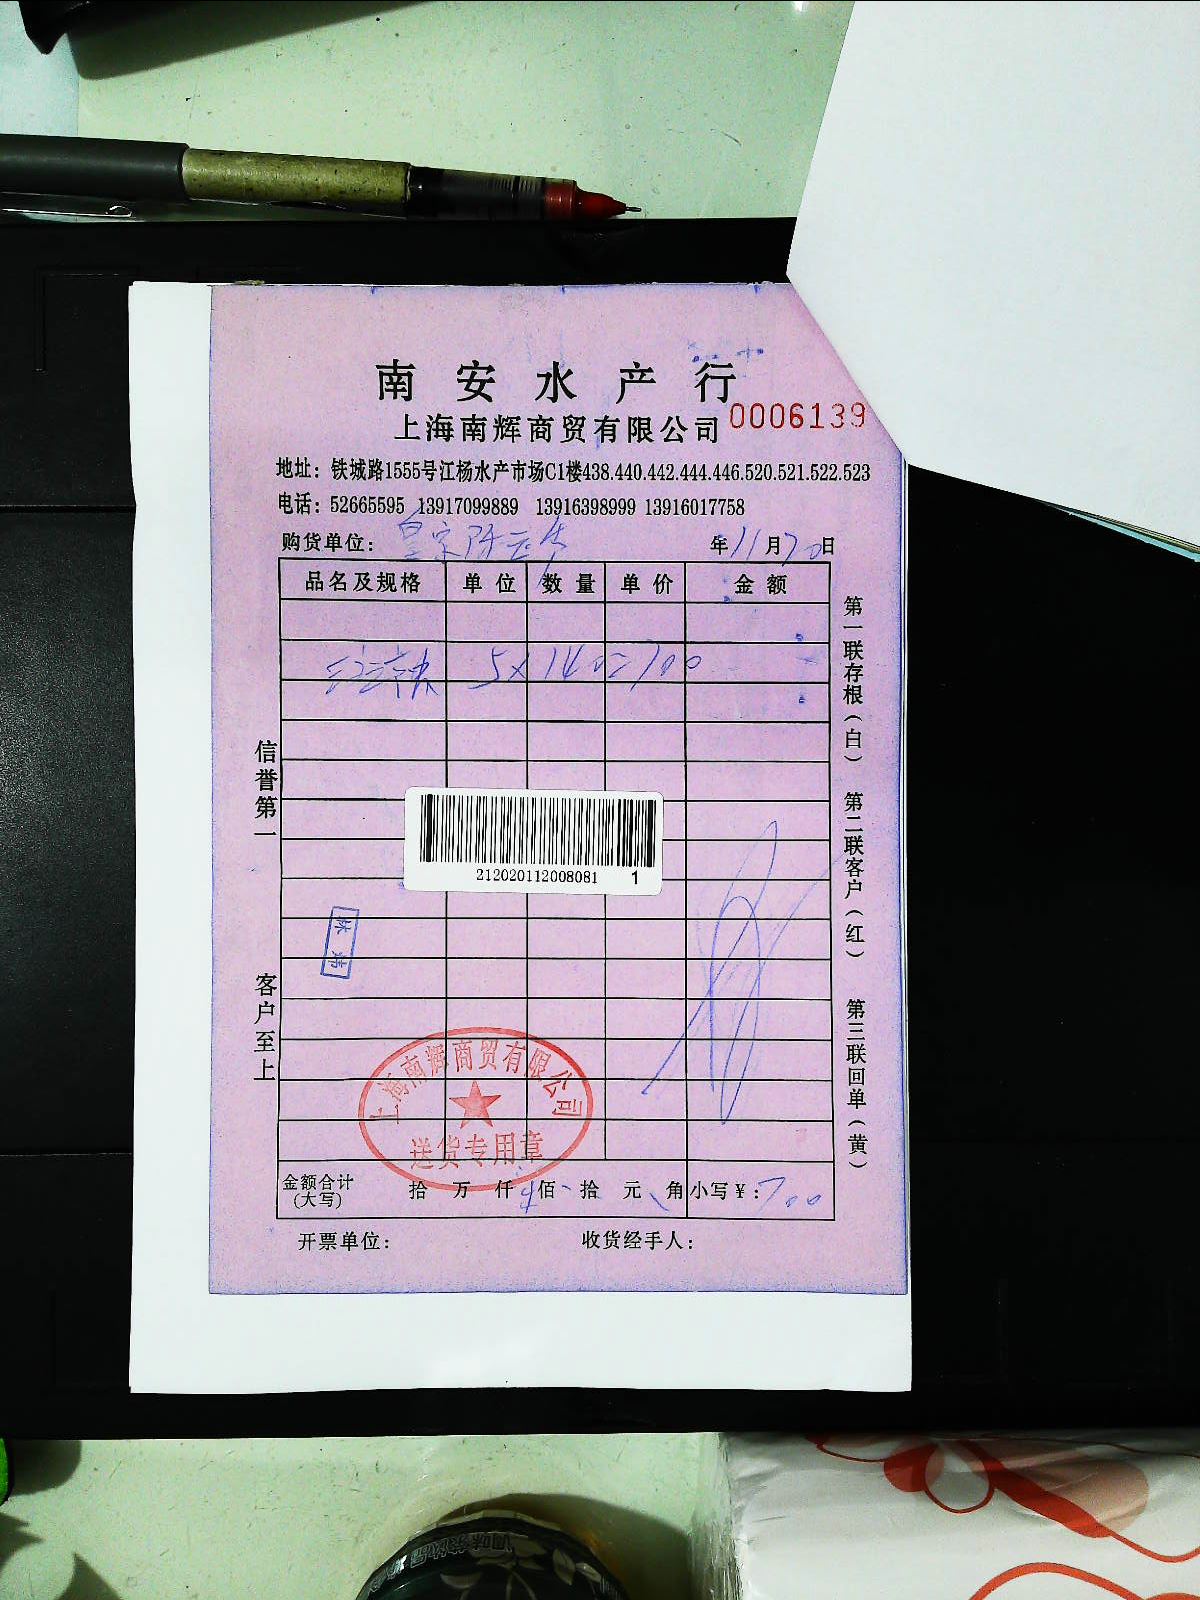 南安水产行
上海南辉商贸有限公司 0006139
地址：铁城路1555号江杨水产市场C1楼438.440.442.444.446.520.521.522.523
电话：52665595 13917099889 13916398999 13916017758
购货单位： 年11月20日
品名及规格 单位 数量 单价 金额
5×140=700
212020112008081 1
上海南辉商贸有限公司
送货专用章
金额合计（大写） 拾 万 仟 佰 拾 元 角 小写￥：700
开票单位： 收货经手人：
信誉第一 客户至上
第一联存根（白） 第二联客户（红） 第三联回单（黄）